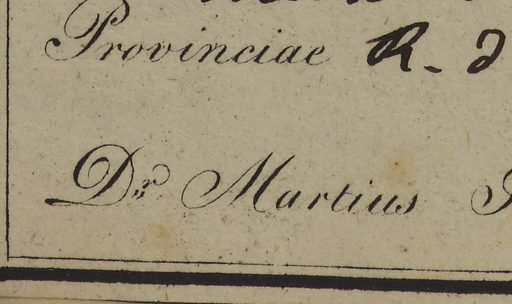 Provinciae R. d
Dr. Martius